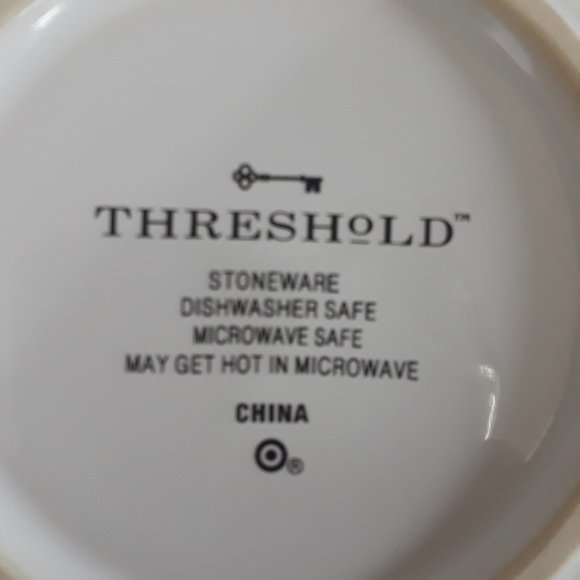 THRESHOLD™
STONEWARE
DISHWASHER SAFE
MICROWAVE SAFE
MAY GET HOT IN MICROWAVE
CHINA
®